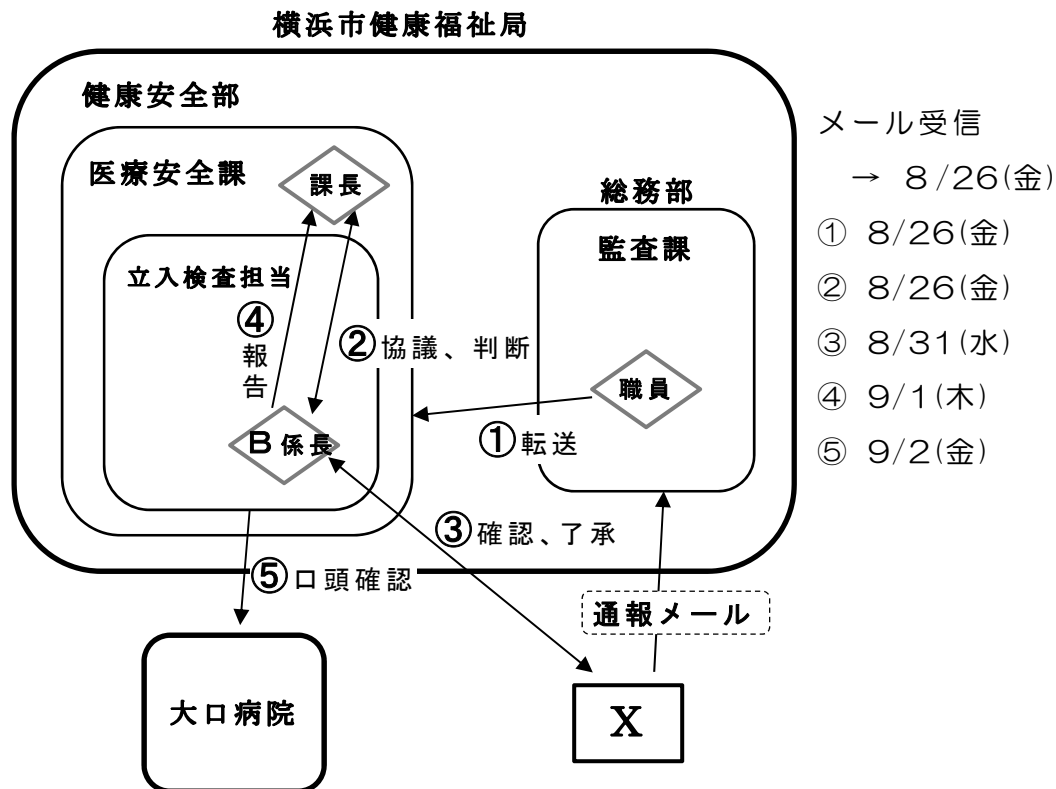 横浜市健康福祉局
健康安全部
医療安全課
課長
立入検査担当
④
報
告
②協議、判断
B係長
総務部
監査課
職員
①転送
③確認、了承
⑤口頭確認
通報メール
大口病院
X
メール受信
→ 8/26(金)
① 8/26(金)
② 8/26(金)
③ 8/31(水)
④ 9/1(木)
⑤ 9/2(金)